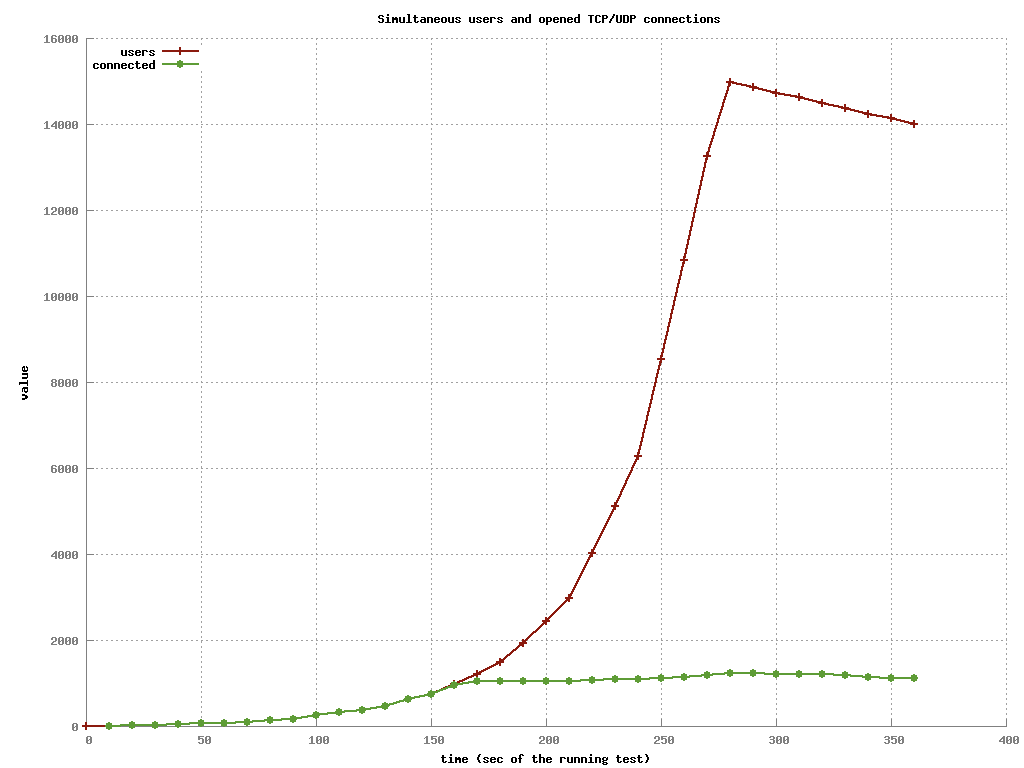 Simultaneous users and opened TCP/UDP connections
16000
users
connected
14000
12000
10000
value
8000
6000
4000
2000
0
0 50 100 150 200 250 300 350 400
time (sec of the running test)